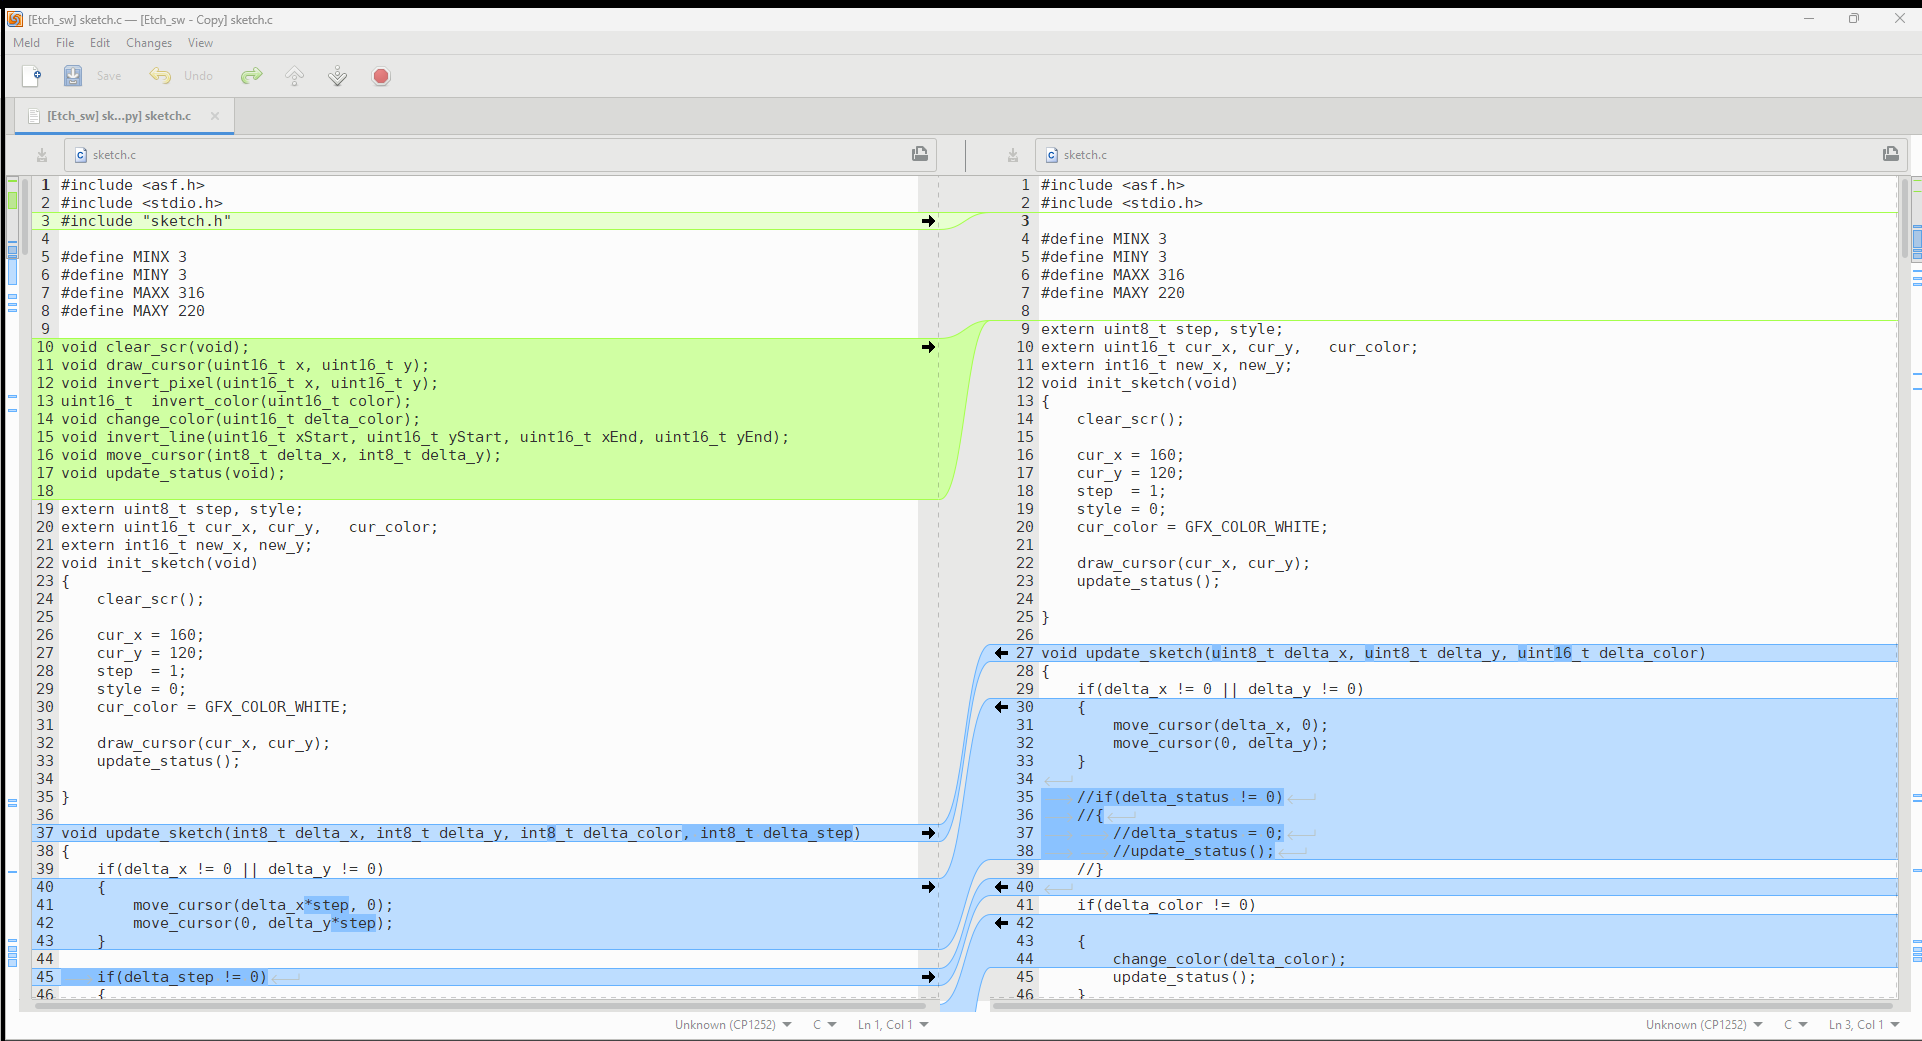 [Etch_sw] sketch.c — [Etch_sw - Copy] sketch.c
Meld File Edit Changes View
Save Undo
[Etch_sw] sk...py] sketch.c
sketch.c
1 #include <asf.h>
2 #include <stdio.h>
3 #include "sketch.h"
4
5 #define MINX 3
6 #define MINY 3
7 #define MAXX 316
8 #define MAXY 220
9
10 void clear_scr(void);
11 void draw_cursor(uint16_t x, uint16_t y);
12 void invert_pixel(uint16_t x, uint16_t y);
13 uint16_t  invert_color(uint16_t color);
14 void change_color(uint16_t delta_color);
15 void invert_line(uint16_t xStart, uint16_t yStart, uint16_t xEnd, uint16_t yEnd);
16 void move_cursor(int8_t delta_x, int8_t delta_y);
17 void update_status(void);
18
19 extern uint8_t step, style;
20 extern uint16_t cur_x, cur_y,   cur_color;
21 extern int16_t new_x, new_y;
22 void init_sketch(void)
23 {
24     clear_scr();
25
26     cur_x = 160;
27     cur_y = 120;
28     step  = 1;
29     style = 0;
30     cur_color = GFX_COLOR_WHITE;
31
32     draw_cursor(cur_x, cur_y);
33     update_status();
34
35 }
36
37 void update_sketch(int8_t delta_x, int8_t delta_y, int8_t delta_color, int8_t delta_step)
38 {
39     if(delta_x != 0 || delta_y != 0)
40     {
41         move_cursor(delta_x*step, 0);
42         move_cursor(0, delta_y*step);
43     }
44
45     if(delta_step != 0)
46     {
Unknown (CP1252) C Ln 1, Col 1
sketch.c
1 #include <asf.h>
2 #include <stdio.h>
3
4 #define MINX 3
5 #define MINY 3
6 #define MAXX 316
7 #define MAXY 220
8
9 extern uint8_t step, style;
10 extern uint16_t cur_x, cur_y,   cur_color;
11 extern int16_t new_x, new_y;
12 void init_sketch(void)
13 {
14     clear_scr();
15
16     cur_x = 160;
17     cur_y = 120;
18     step  = 1;
19     style = 0;
20     cur_color = GFX_COLOR_WHITE;
21
22     draw_cursor(cur_x, cur_y);
23     update_status();
24
25 }
26
27 void update_sketch(uint8_t delta_x, uint8_t delta_y, uint16_t delta_color)
28 {
29     if(delta_x != 0 || delta_y != 0)
30     {
31         move_cursor(delta_x, 0);
32         move_cursor(0, delta_y);
33     }
34
35     //if(delta_status != 0)
36     //{
37         //delta_status = 0;
38         //update_status();
39     //}
40
41     if(delta_color != 0)
42
43     {
44         change_color(delta_color);
45         update_status();
46     }
Unknown (CP1252) C Ln 3, Col 1